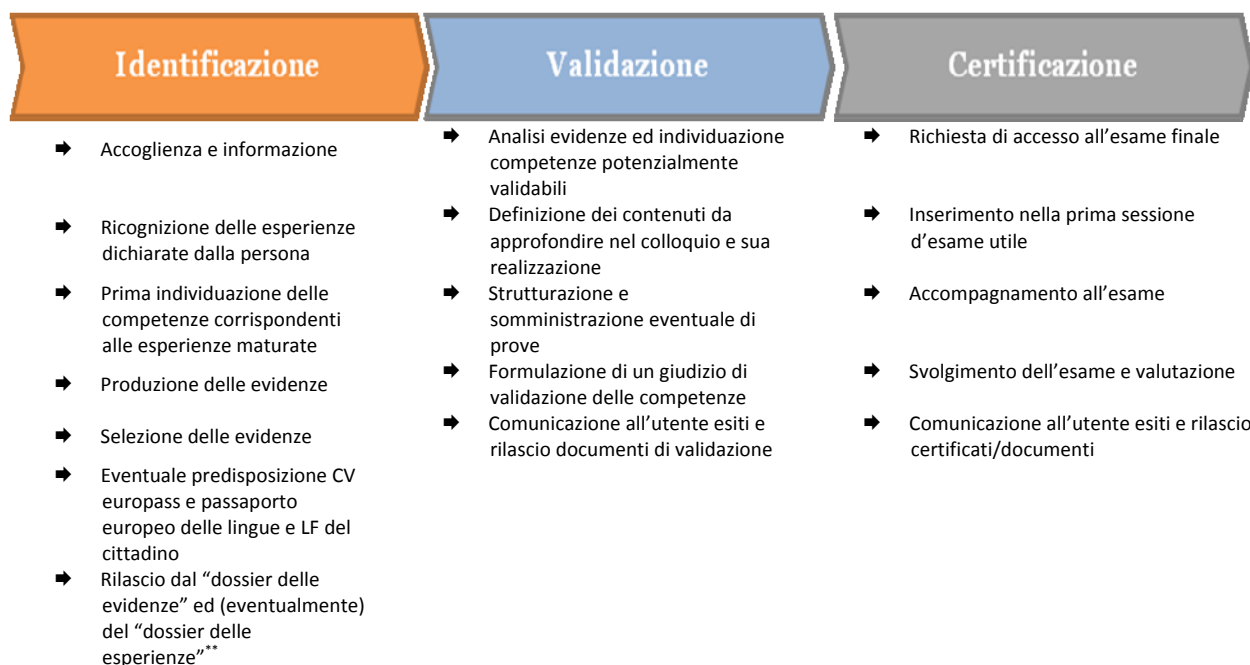 Identificazione
Validazione
Certificazione
Accoglienza e informazione
Ricognizione delle esperienze
dichiarate dalla persona
Prima individuazione delle
competenze corrispondenti
alle esperienze maturate
Produzione delle evidenze
Selezione delle evidenze
Eventuale predisposizione CV
europass e passaporto
europeo delle lingue e LF del
cittadino
Rilascio dal “dossier delle
evidenze” ed (eventualmente)
del “dossier delle
esperienze”**
Analisi evidenze ed individuazione
competenze potenzialmente
validabili
Definizione dei contenuti da
approfondire nel colloquio e sua
realizzazione
Strutturazione e
somministrazione eventuale di
prove
Formulazione di un giudizio di
validazione delle competenze
Comunicazione all’utente esiti e
rilascio documenti di validazione
Richiesta di accesso all’esame finale
Inserimento nella prima sessione
d’esame utile
Accompagnamento all’esame
Svolgimento dell’esame e valutazione
Comunicazione all’utente esiti e rilascio
certificati/documenti